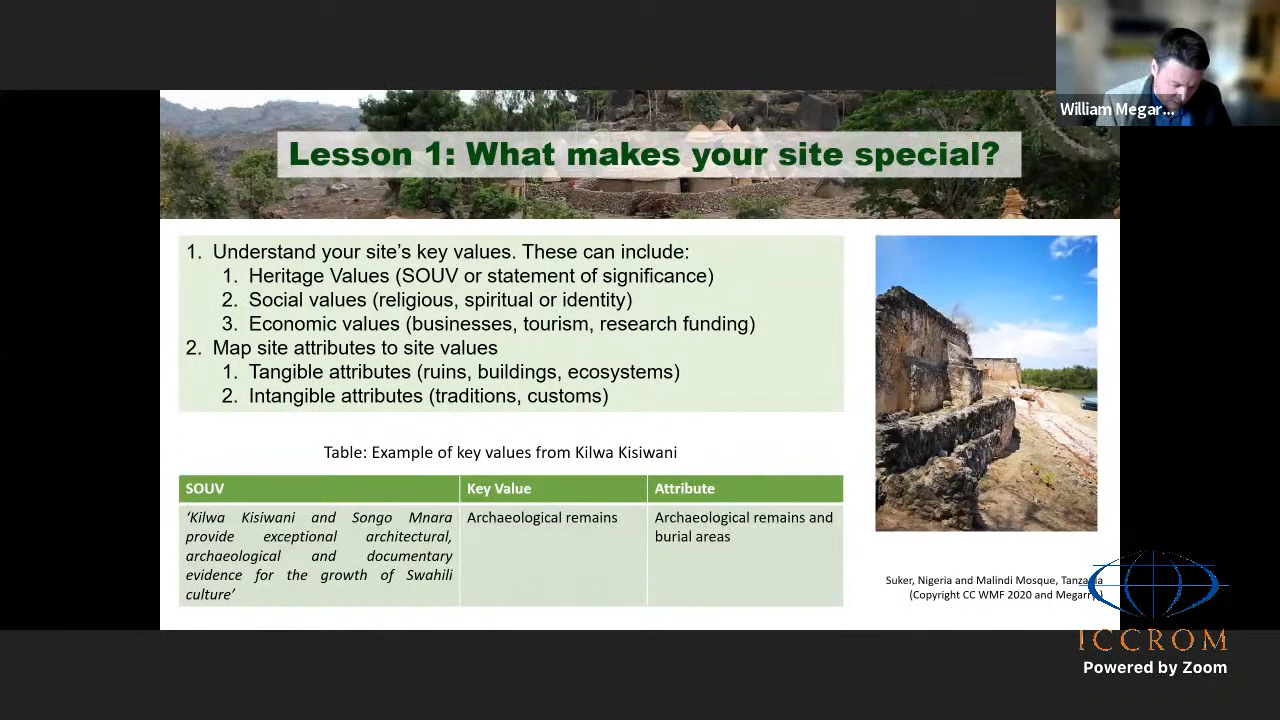 William Megar...
Lesson 1: What makes your site special?
1. Understand your site's key values. These can include:
1. Heritage Values (SOUV or statement of significance)
2. Social values (religious, spiritual or identity)
3. Economic values (businesses, tourism, research funding)
2. Map site attributes to site values
1. Tangible attributes (ruins, buildings, ecosystems)
2. Intangible attributes (traditions, customs)
Table: Example of key values from Kilwa Kisiwani
SOUV Key Value Attribute
'Kilwa Kisiwani and Songo Mnara
provide exceptional architectural,
archaeological and documentary
evidence for the growth of Swahili
culture'
Archaeological remains
Archaeological remains and
burial areas
Suker, Nigeria and Malindi Mosque, Tanzania
(Copyright CC WMF 2020 and Megarry)
ICCROM
Powered by Zoom